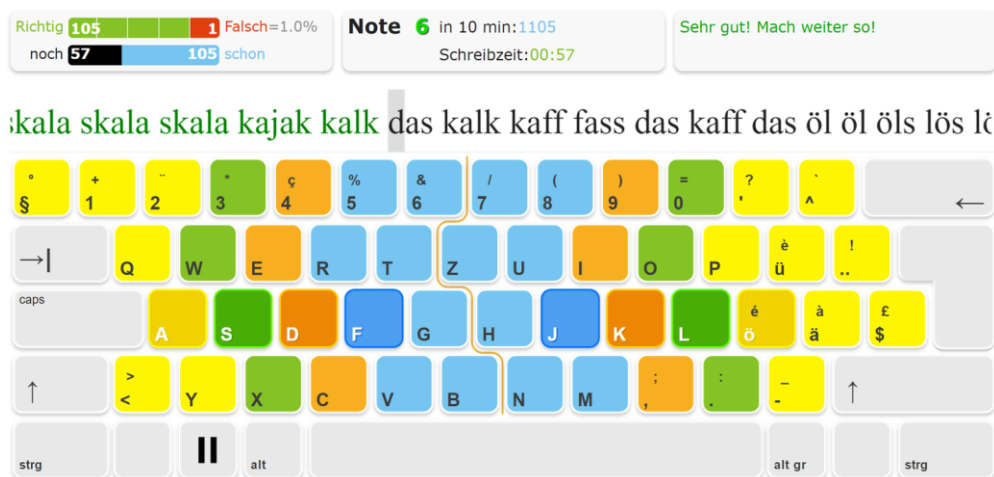 Richtig 105 1 Falsch=1.0%
noch 57 105 schon
Note 6 in 10 min:1105
Schreibzeit:00:57
Sehr gut! Mach weiter so!
skala skala skala kajak kalk das kalk kaff fass das kaff das öl öl öls lös lö
° + ¨ * ç % & / ( ) = ? `
§ 1 2 3 4 5 6 7 8 9 0 ' ^ ←
→| Q W E R T Z U I O P è ü ! ..
caps A S D F G H J K L é ö à ä £ $
↑ > < Y X C V B N M ; , : . _ - ↑
strg alt alt gr strg